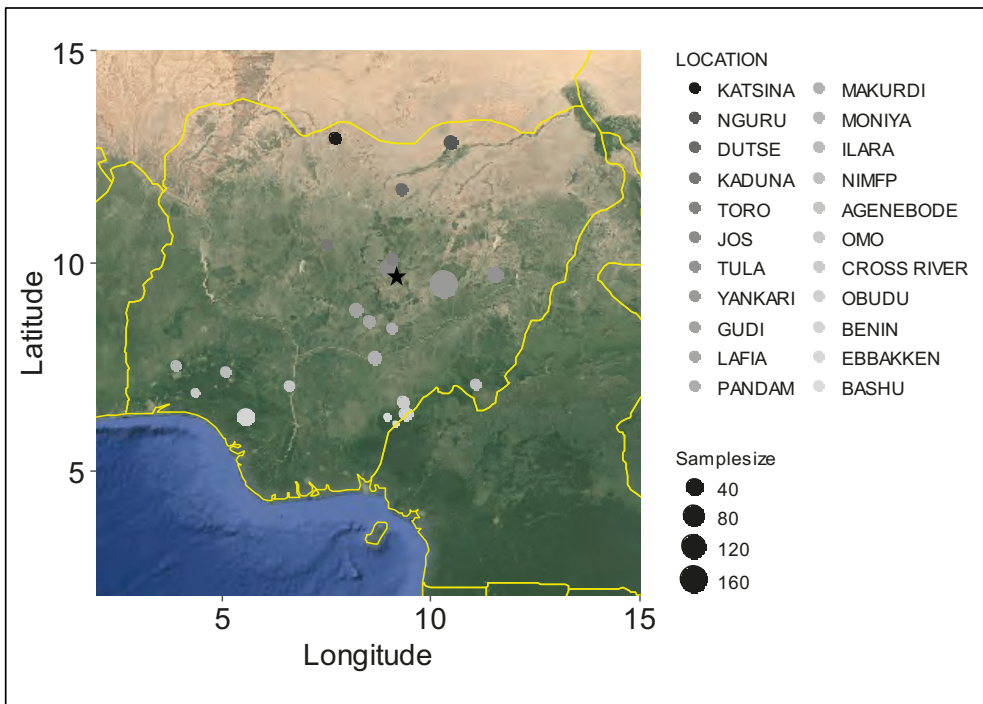 15
10
5
Latitude
5
10
15
Longitude
LOCATION
KATSINA
NGURU
DUTSE
KADUNA
TORO
JOS
TULA
YANKARI
GUDI
LAFIA
PANDAM
MAKURDI
MONIYA
ILARA
NIMFP
AGENEBODE
OMO
CROSS RIVER
OBUDU
BENIN
EBBAKKEN
BASHU
Samplesize
40
80
120
160